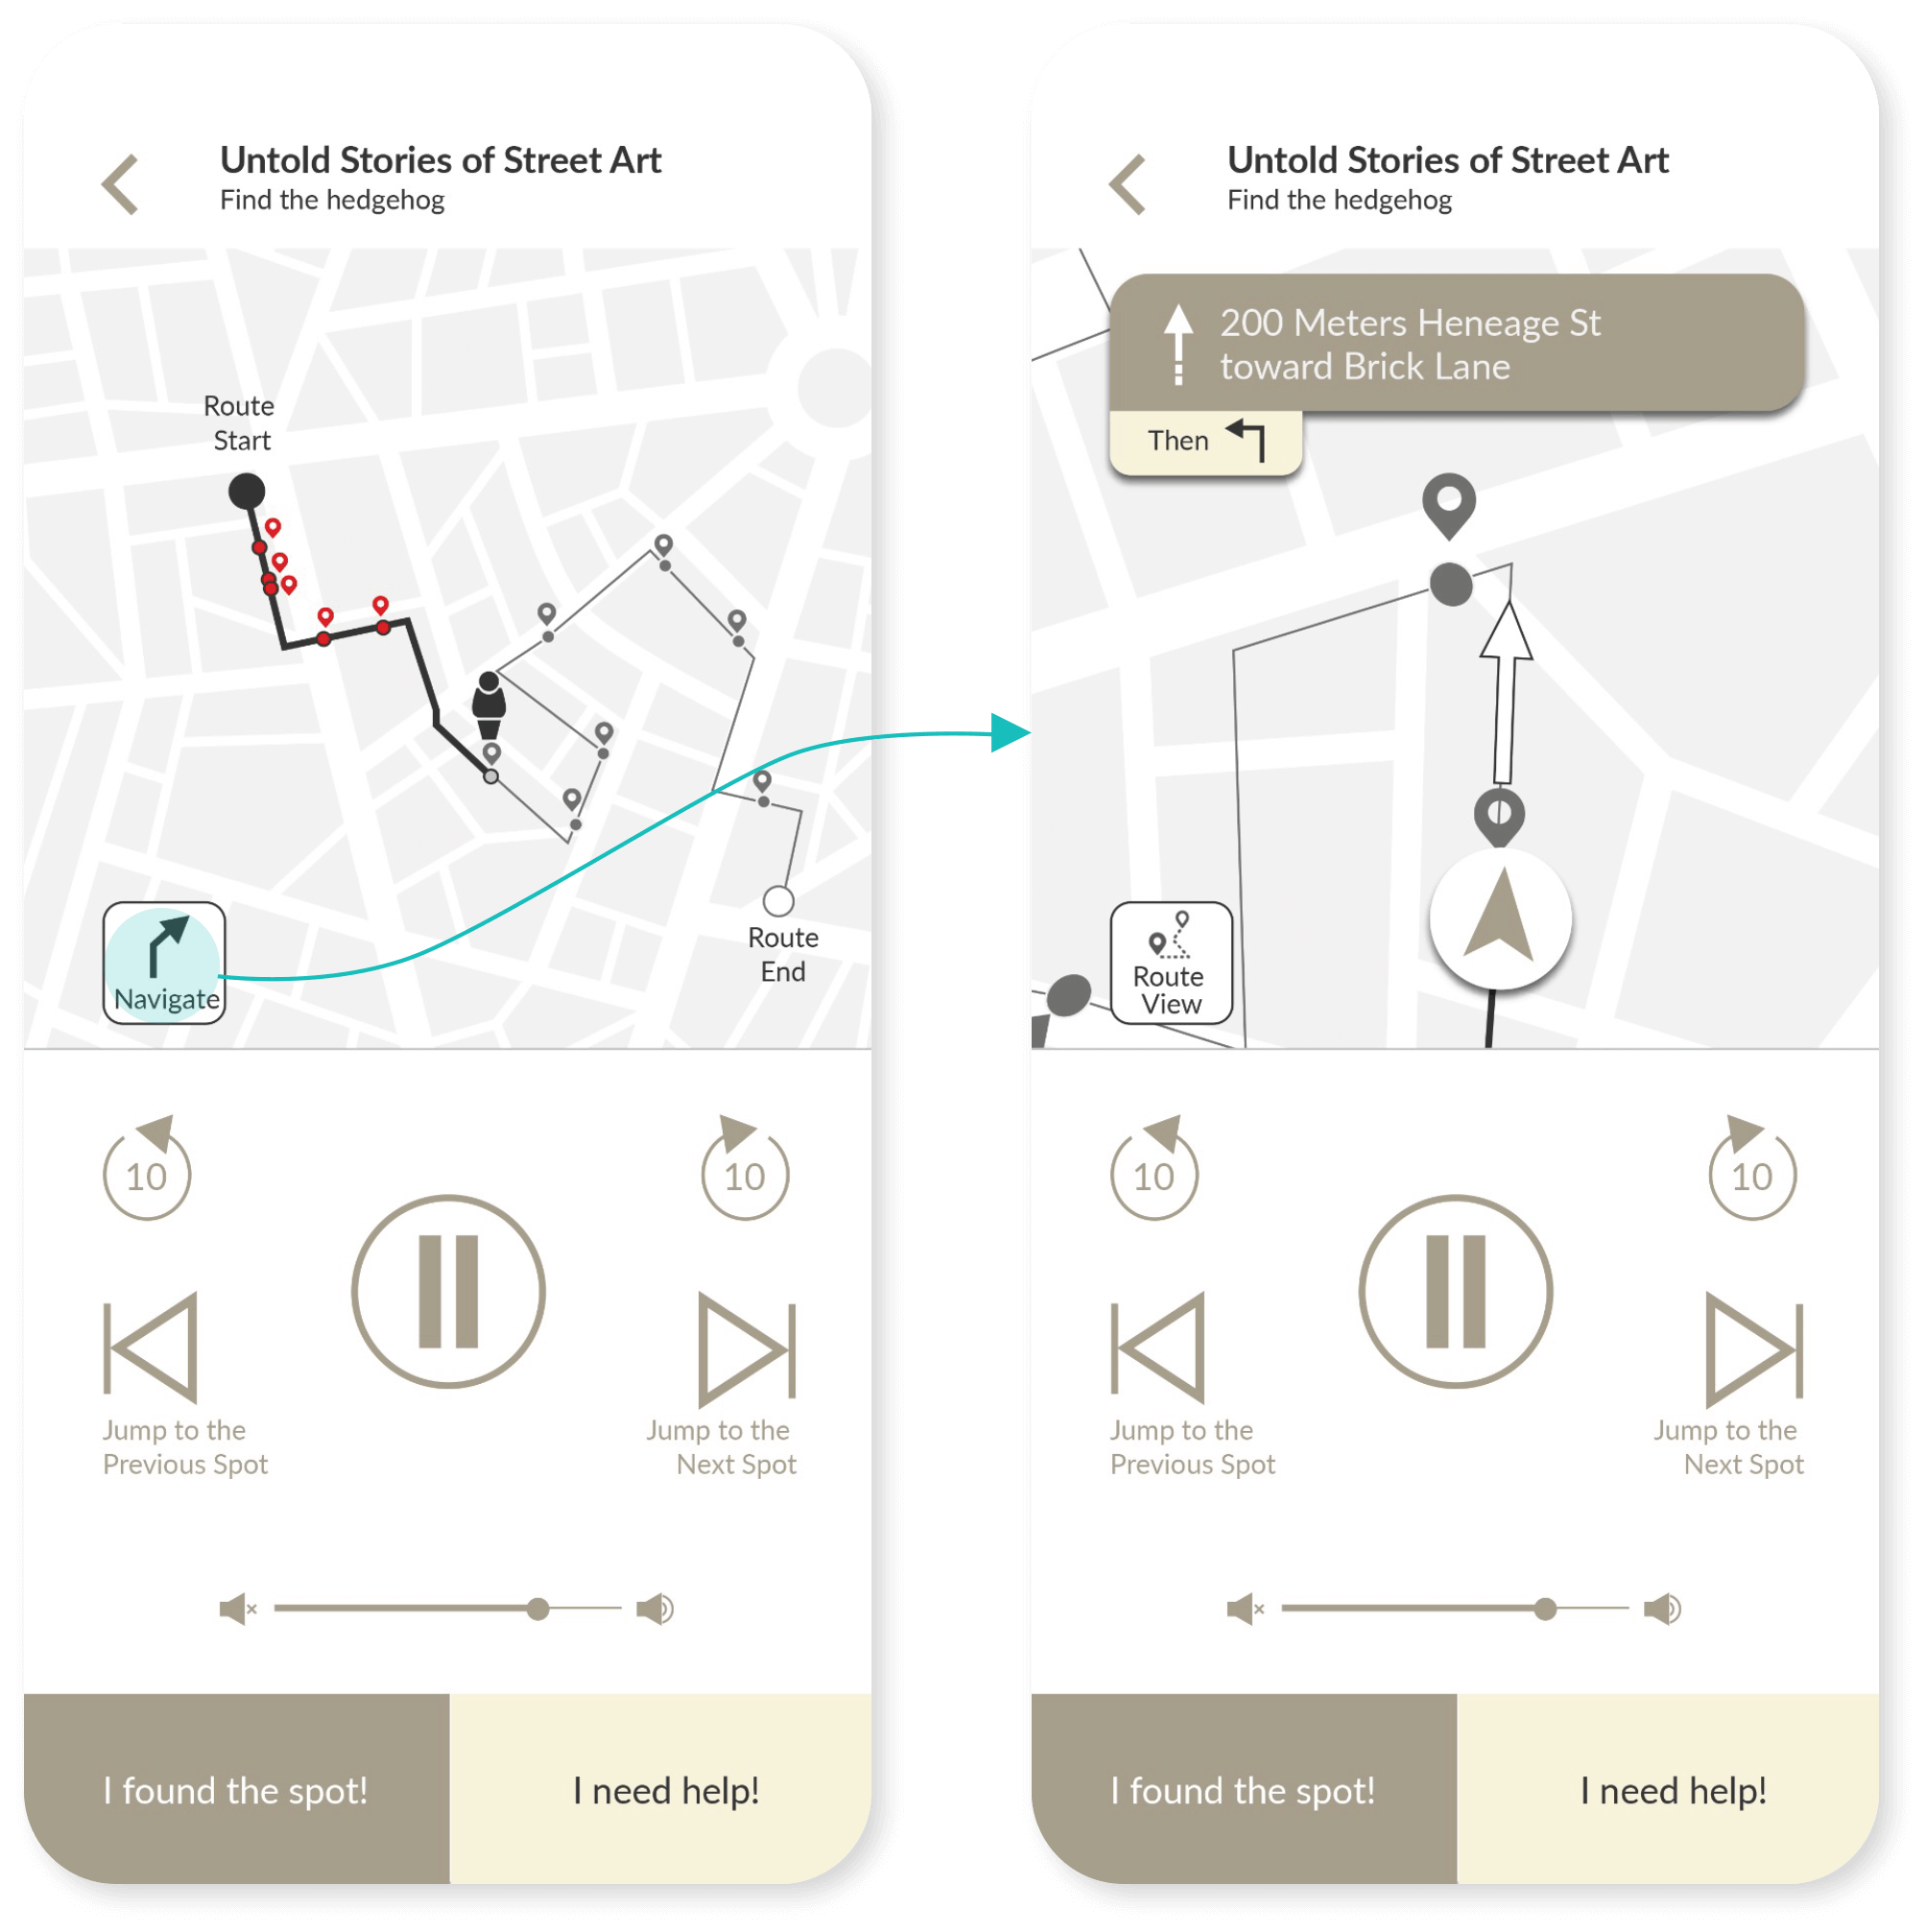 Untold Stories of Street Art
Find the hedgehog
Route
Start
Route
End
Navigate
10
10
Jump to the
Previous Spot
Jump to the
Next Spot
I found the spot!
I need help!
Untold Stories of Street Art
Find the hedgehog
200 Meters Heneage St
toward Brick Lane
Then
Route
View
10
10
Jump to the
Previous Spot
Jump to the
Next Spot
I found the spot!
I need help!